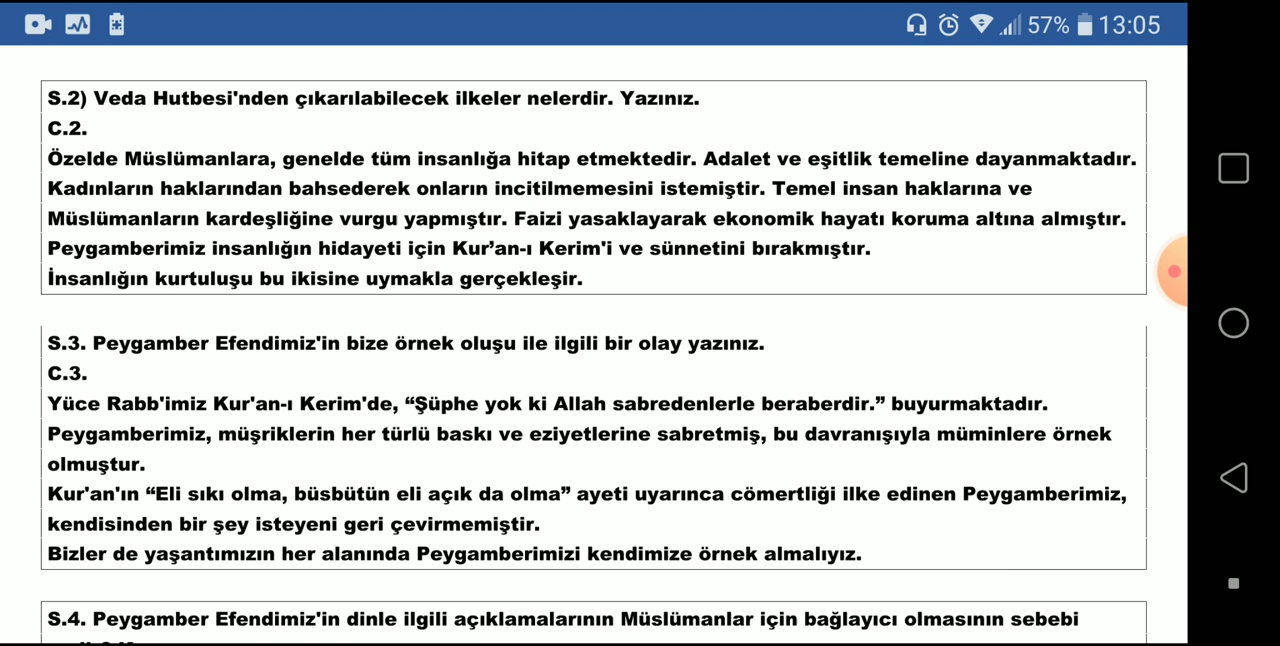 57% 13:05
S.2) Veda Hutbesi'nden çıkarılabilecek ilkeler nelerdir. Yazınız.
C.2.
Özelde Müslümanlara, genelde tüm insanlığa hitap etmektedir. Adalet ve eşitlik temeline dayanmaktadır.
Kadınların haklarından bahsederek onların incitilmemesini istemiştir. Temel insan haklarına ve
Müslümanların kardeşliğine vurgu yapmıştır. Faizi yasaklayarak ekonomik hayatı koruma altına almıştır.
Peygamberimiz insanlığın hidayeti için Kur’an-ı Kerim'i ve sünnetini bırakmıştır.
İnsanlığın kurtuluşu bu ikisine uymakla gerçekleşir.
S.3. Peygamber Efendimiz'in bize örnek oluşu ile ilgili bir olay yazınız.
C.3.
Yüce Rabb'imiz Kur'an-ı Kerim'de, “Şüphe yok ki Allah sabredenlerle beraberdir.” buyurmaktadır.
Peygamberimiz, müşriklerin her türlü baskı ve eziyetlerine sabretmiş, bu davranışıyla müminlere örnek
olmuştur.
Kur'an'ın “Eli sıkı olma, büsbütün eli açık da olma” ayeti uyarınca cömertliği ilke edinen Peygamberimiz,
kendisinden bir şey isteyeni geri çevirmemiştir.
Bizler de yaşantımızın her alanında Peygamberimizi kendimize örnek almalıyız.
S.4. Peygamber Efendimiz'in dinle ilgili açıklamalarının Müslümanlar için bağlayıcı olmasının sebebi